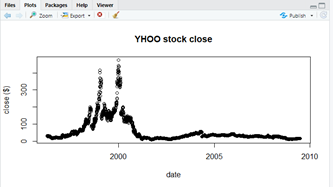 Files Plots Packages Help Viewer
Zoom Export Publish
YHOO stock close
close ($)
0 100 300
2000 2005 2010
date